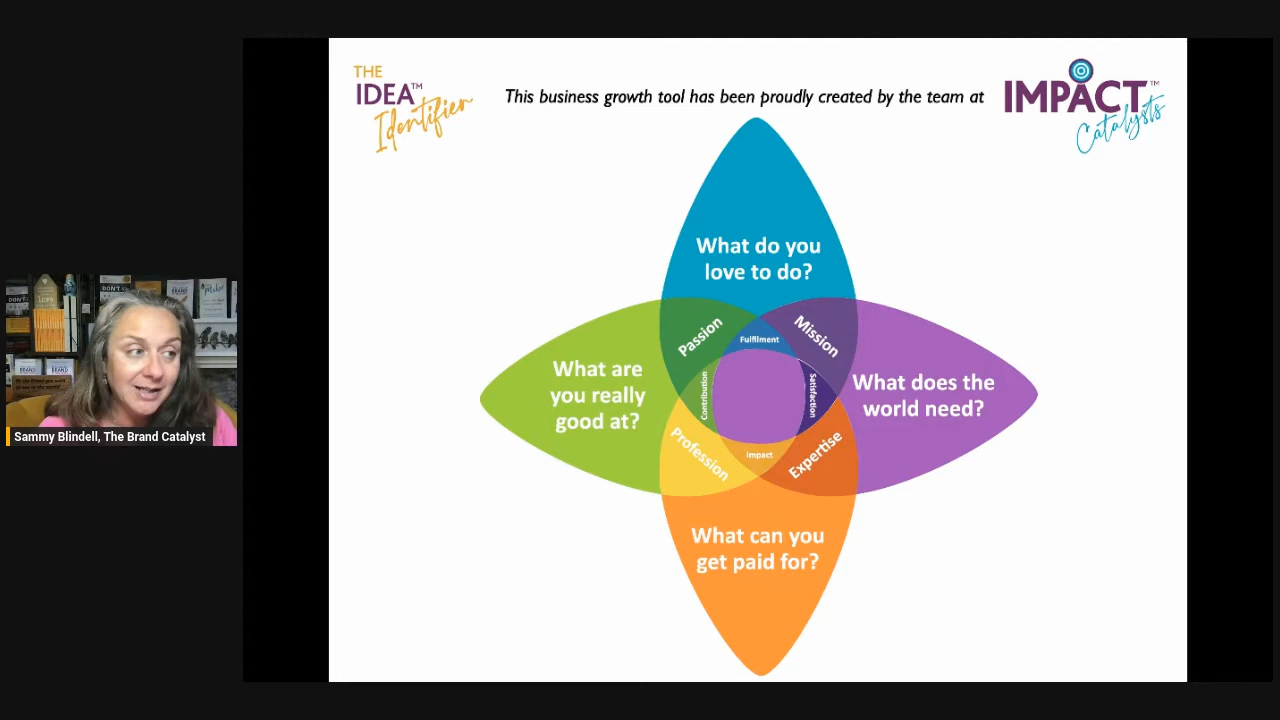 THE
IDEA™
Identifier
This business growth tool has been proudly created by the team at
IMPACT™
Catalysts
What do you
love to do?
Passion
Fulfilment
Mission
What are
you really
good at?
Contribution
Satisfaction
What does the
world need?
Profession
Impact
Expertise
What can you
get paid for?
Sammy Blindell, The Brand Catalyst